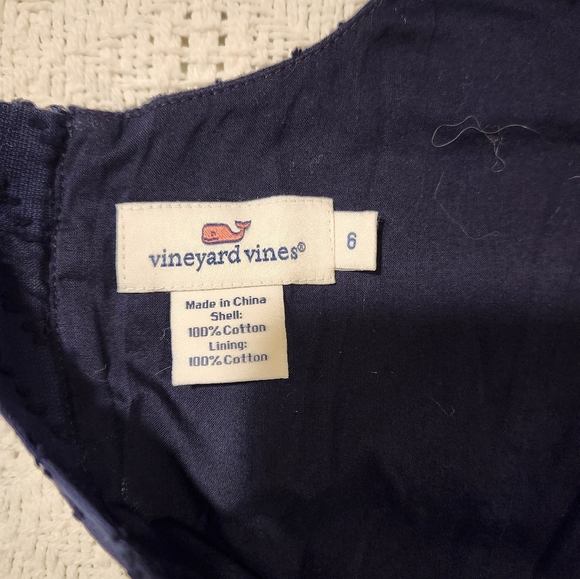 vineyard vines®
6
Made in China
Shell:
100% Cotton
Lining:
100% Cotton